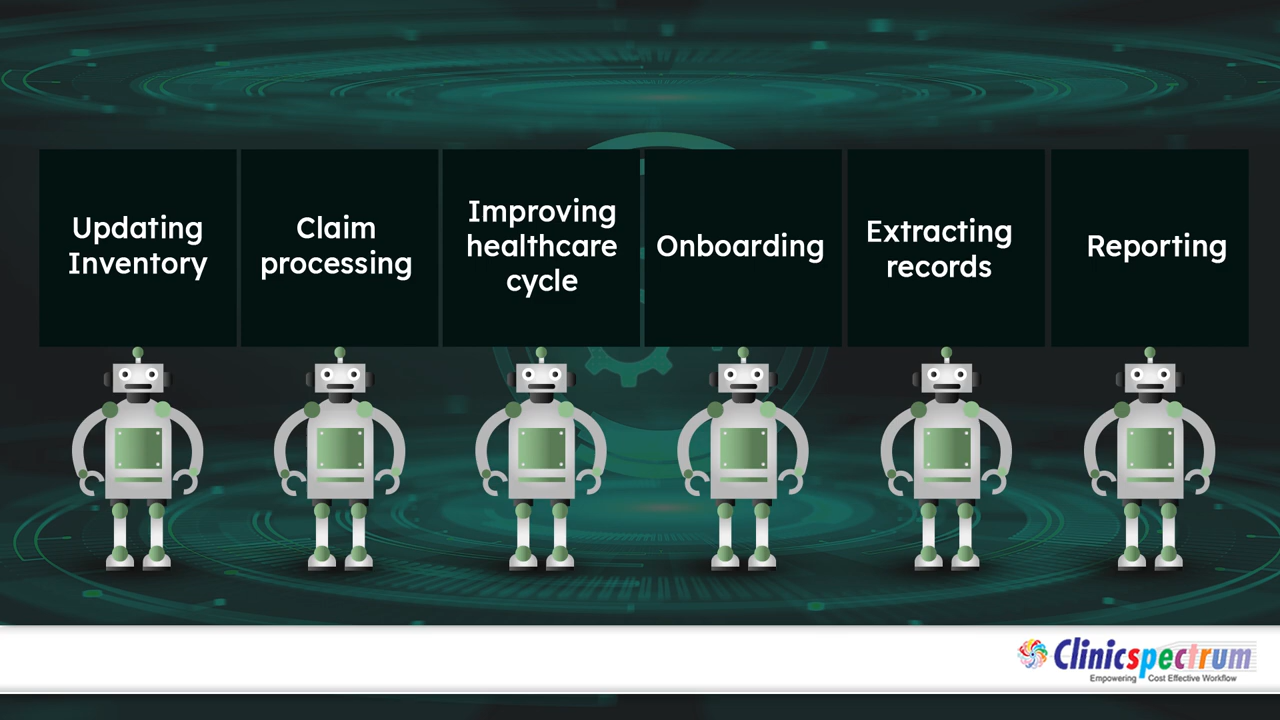 Updating
Inventory
Claim
processing
Improving
healthcare
cycle
Onboarding
Extracting
records
Reporting
Clinicspectrum
Empowering Cost Effective Workflow